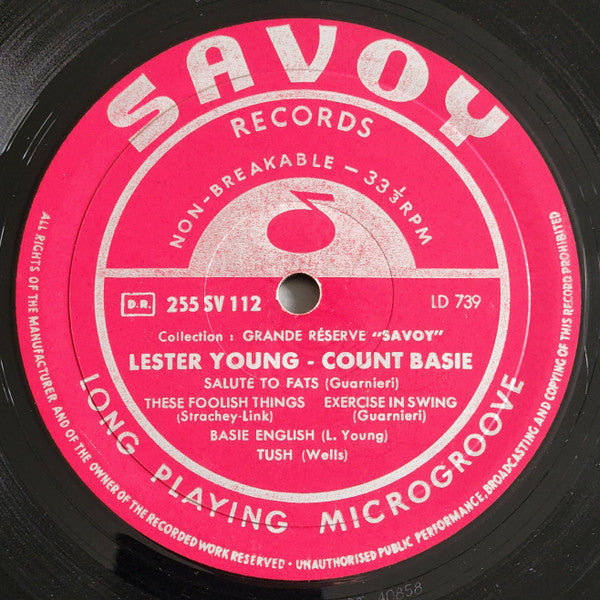 SAVOY
RECORDS
NON-BREAKABLE - 33 1/3 RPM
D.R. 255 SV 112 LD 739
Collection : GRANDE RÉSERVE "SAVOY"
LESTER YOUNG - COUNT BASIE
SALUTE TO FATS (Guarnieri)
THESE FOOLISH THINGS EXERCISE IN SWING
(Strachey-Link) (Guarnieri)
BASIE ENGLISH (L. Young)
TUSH (Wells)
LONG PLAYING MICROGROOVE
ALL RIGHTS OF THE MANUFACTURER AND OF THE OWNER OF THE RECORDED WORK RESERVED • UNAUTHORISED PUBLIC PERFORMANCE, BROADCASTING AND COPYING OF THIS RECORD PROHIBITED
40858